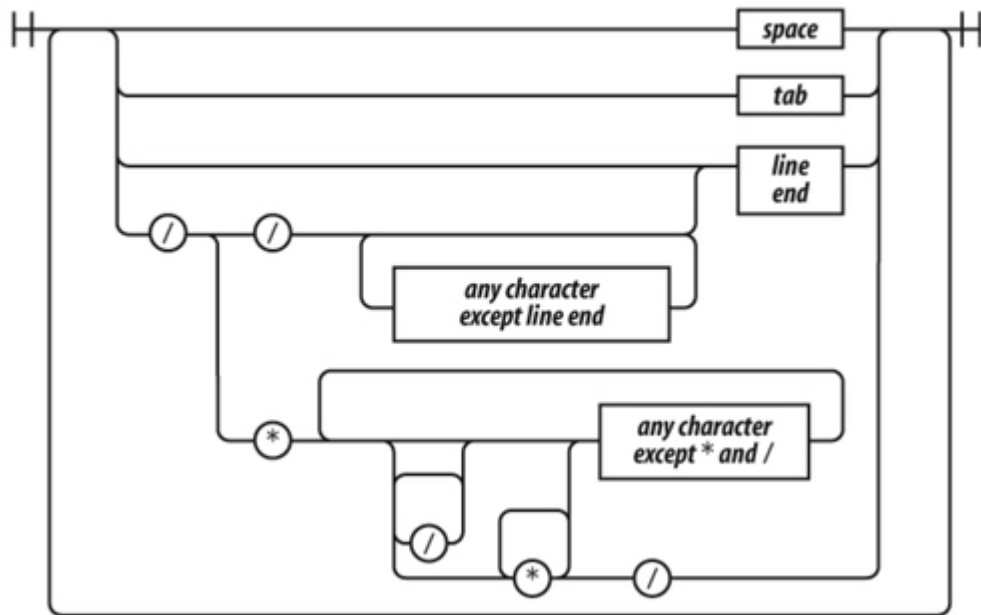 space
tab
line
end
/ /
any character
except line end
*
any character
except * and /
/
* /